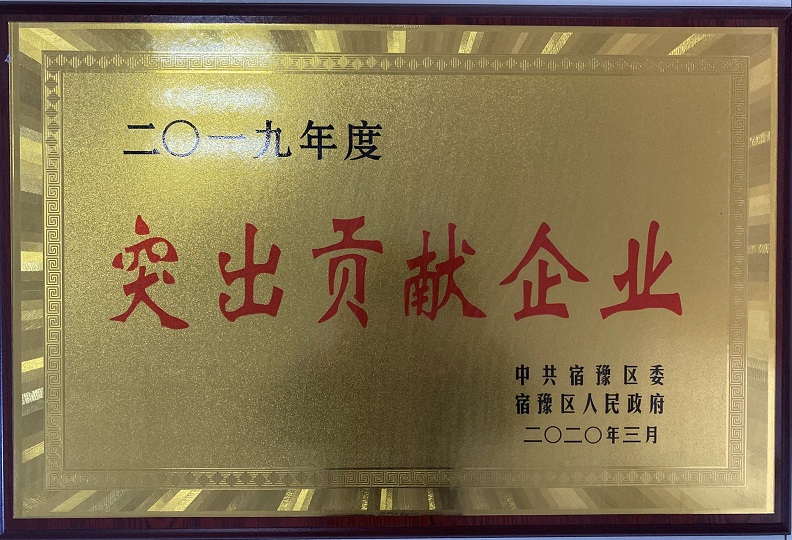 二〇一九年度
突出贡献企业
中共宿豫区委
宿豫区人民政府
二〇二〇年三月